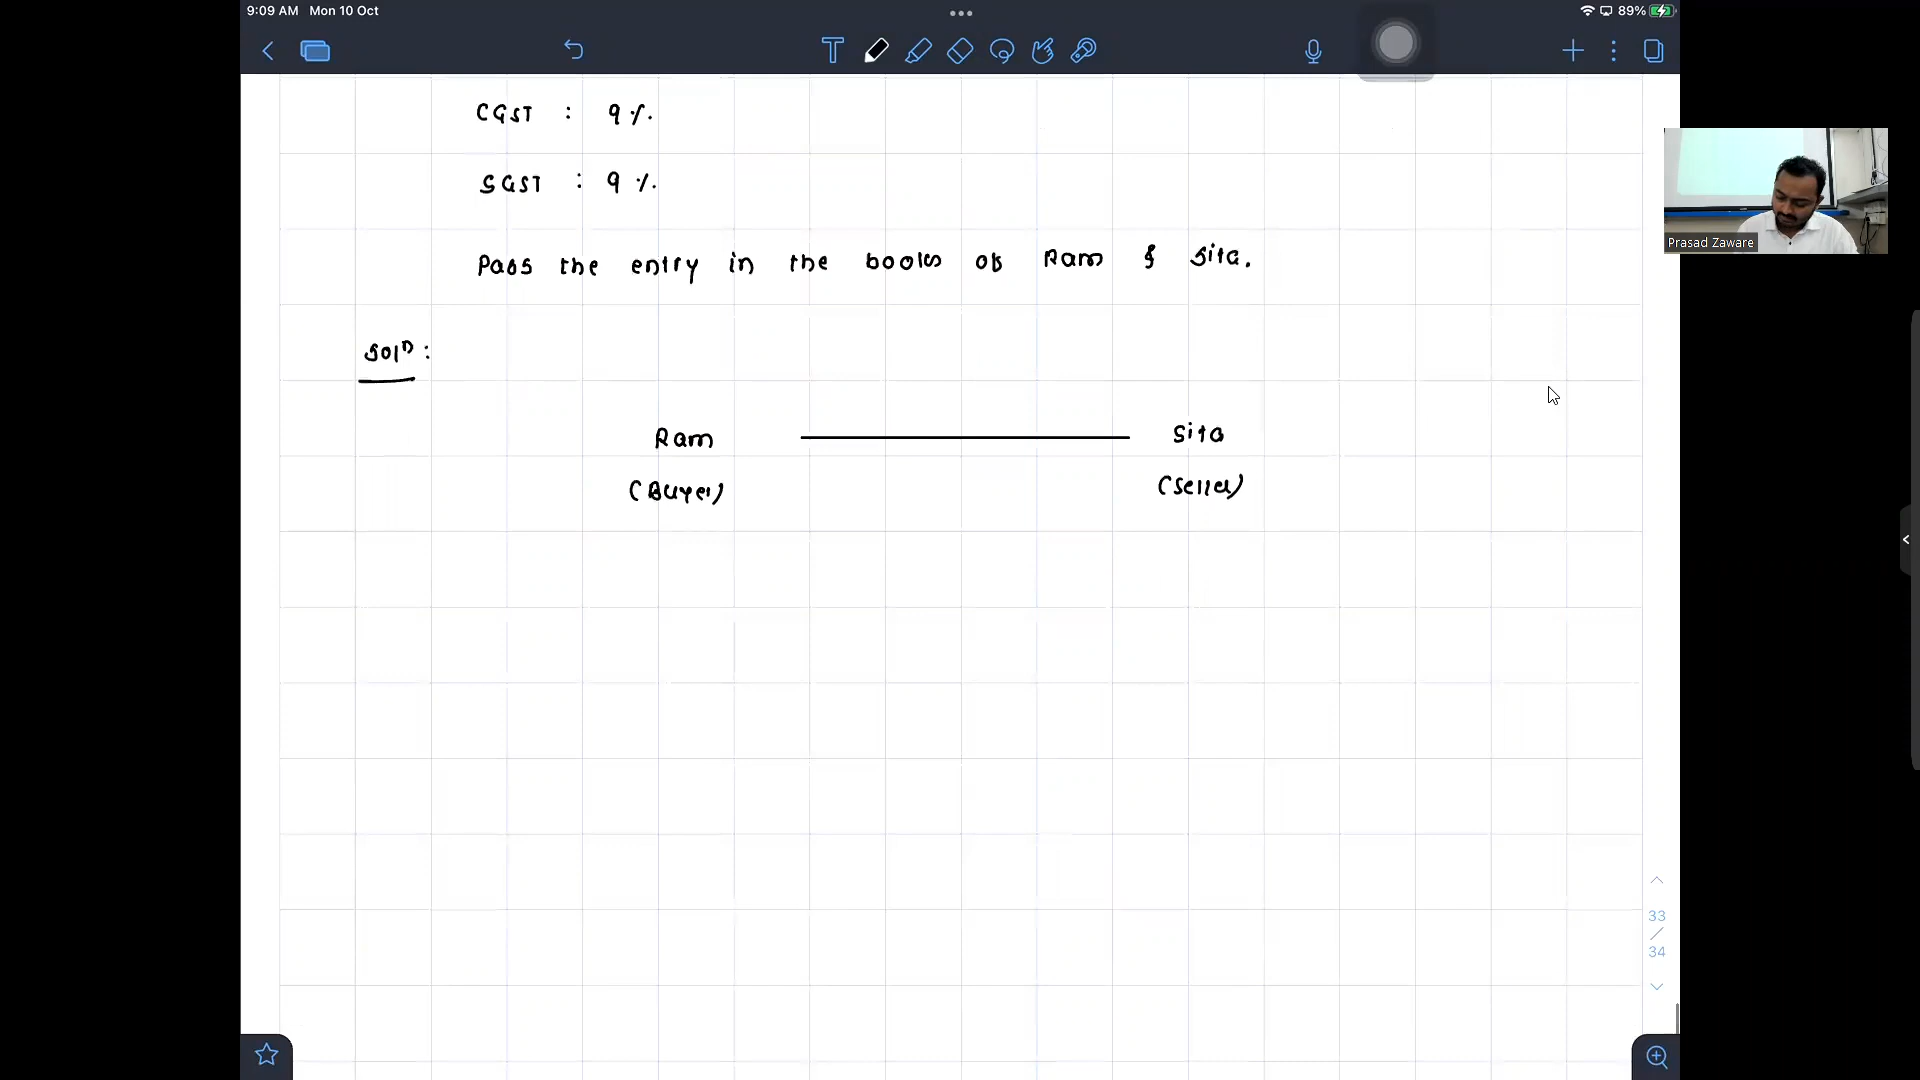 9:09 AM Mon 10 Oct
89%
CGST : 9 %.
SGST : 9 %.
Pass the entry in the books of Ram & Sita.
Prasad Zaware
Solⁿ :
Ram Sita
(Buyer) (Seller)
33
/
34